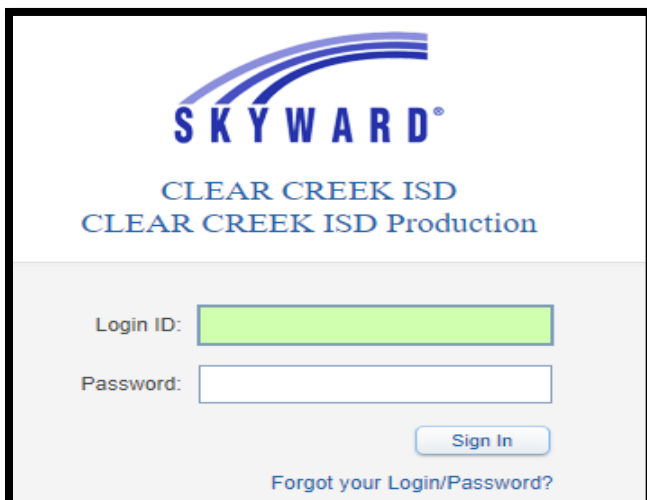 SKYWARD®
CLEAR CREEK ISD
CLEAR CREEK ISD Production
Login ID:
Password:
Sign In
Forgot your Login/Password?